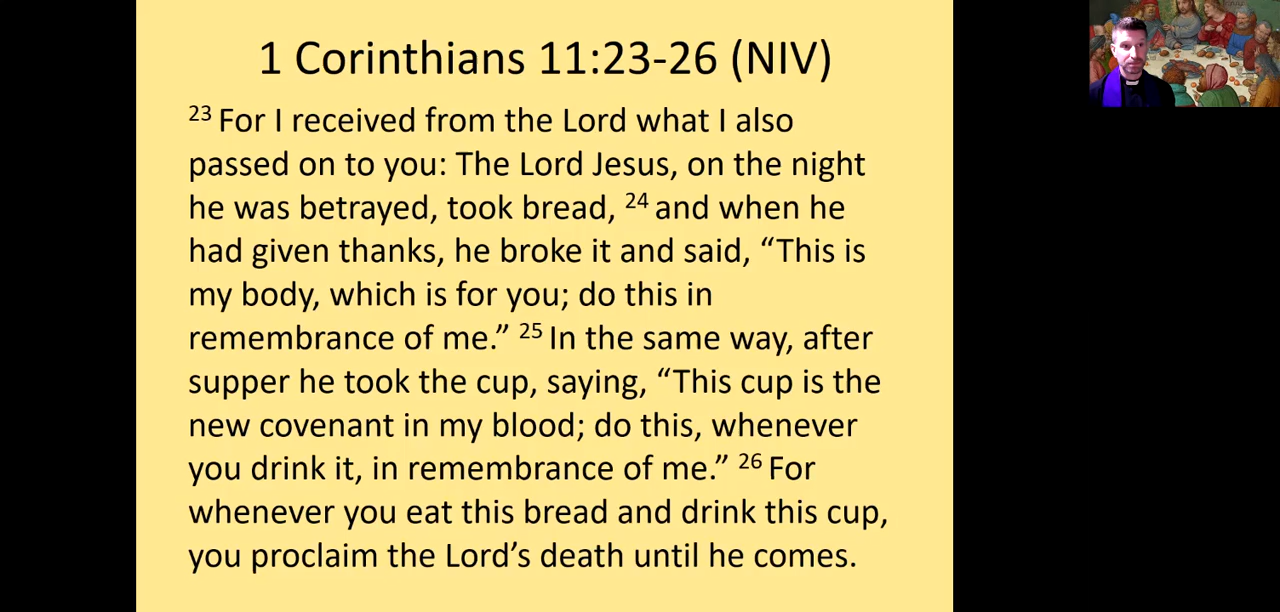 1 Corinthians 11:23-26 (NIV)
23 For I received from the Lord what I also
passed on to you: The Lord Jesus, on the night
he was betrayed, took bread, 24 and when he
had given thanks, he broke it and said, “This is
my body, which is for you; do this in
remembrance of me.” 25 In the same way, after
supper he took the cup, saying, “This cup is the
new covenant in my blood; do this, whenever
you drink it, in remembrance of me.” 26 For
whenever you eat this bread and drink this cup,
you proclaim the Lord’s death until he comes.